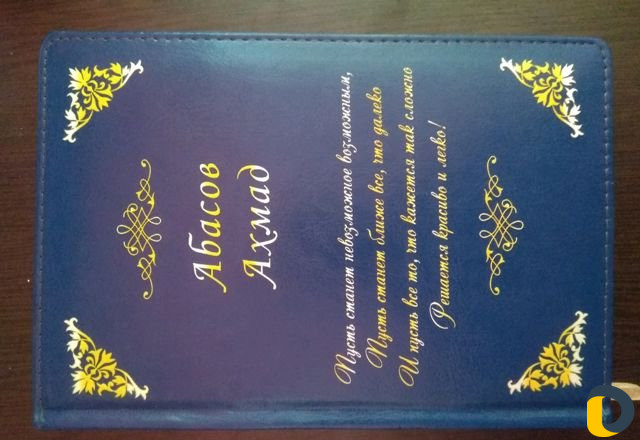 Абасов
Ахмад
Пусть станет невозможное возможным,
Пусть станет ближе все, что далеко
И пусть все то, что кажется так сложно
Решается красиво и легко!